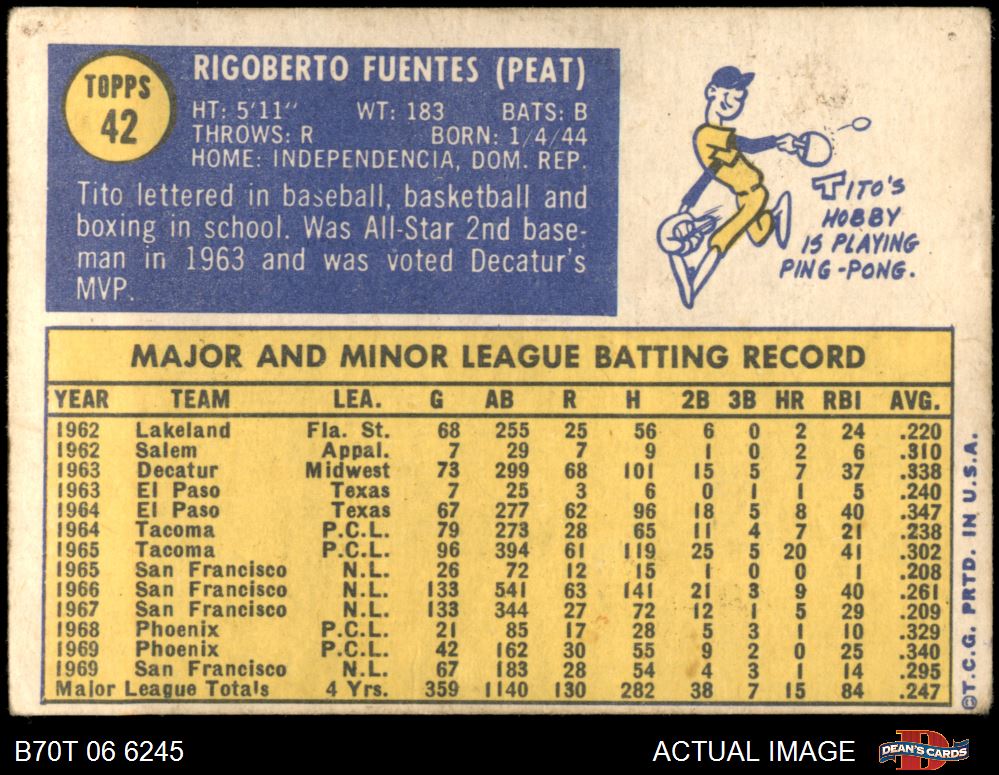 TOPPS
42
RIGOBERTO FUENTES (PEAT)
HT: 5'11" WT: 183 BATS: B
THROWS: R BORN: 1/4/44
HOME: INDEPENDENCIA, DOM. REP.
Tito lettered in baseball, basketball and
boxing in school. Was All-Star 2nd base-
man in 1963 and was voted Decatur's
MVP.
TITO'S
HOBBY
IS PLAYING
PING-PONG.
MAJOR AND MINOR LEAGUE BATTING RECORD
YEAR TEAM LEA. G AB R H 2B 3B HR RBI AVG.
1962 Lakeland Fla. St. 68 255 25 56 6 0 2 24 .220
1962 Salem Appal. 7 29 7 9 1 0 2 6 .310
1963 Decatur Midwest 73 299 68 101 15 5 7 37 .338
1963 El Paso Texas 7 25 3 6 0 1 1 5 .240
1964 El Paso Texas 67 277 62 96 18 5 8 40 .347
1964 Tacoma P.C.L. 79 273 28 65 11 4 7 21 .238
1965 Tacoma P.C.L. 96 394 61 119 25 5 20 41 .302
1965 San Francisco N.L. 26 72 12 15 1 0 0 1 .208
1966 San Francisco N.L. 133 541 63 141 21 3 9 40 .261
1967 San Francisco N.L. 133 344 27 72 12 1 5 29 .209
1968 Phoenix P.C.L. 21 85 17 28 5 3 1 10 .329
1969 Phoenix P.C.L. 42 162 30 55 9 2 0 25 .340
1969 San Francisco N.L. 67 183 28 54 4 3 1 14 .295
Major League Totals 4 Yrs. 359 1140 130 282 38 7 15 84 .247
©T.C.G. PRTD. IN U.S.A.
B70T 06 6245
ACTUAL IMAGE
D
DEAN'S CARDS